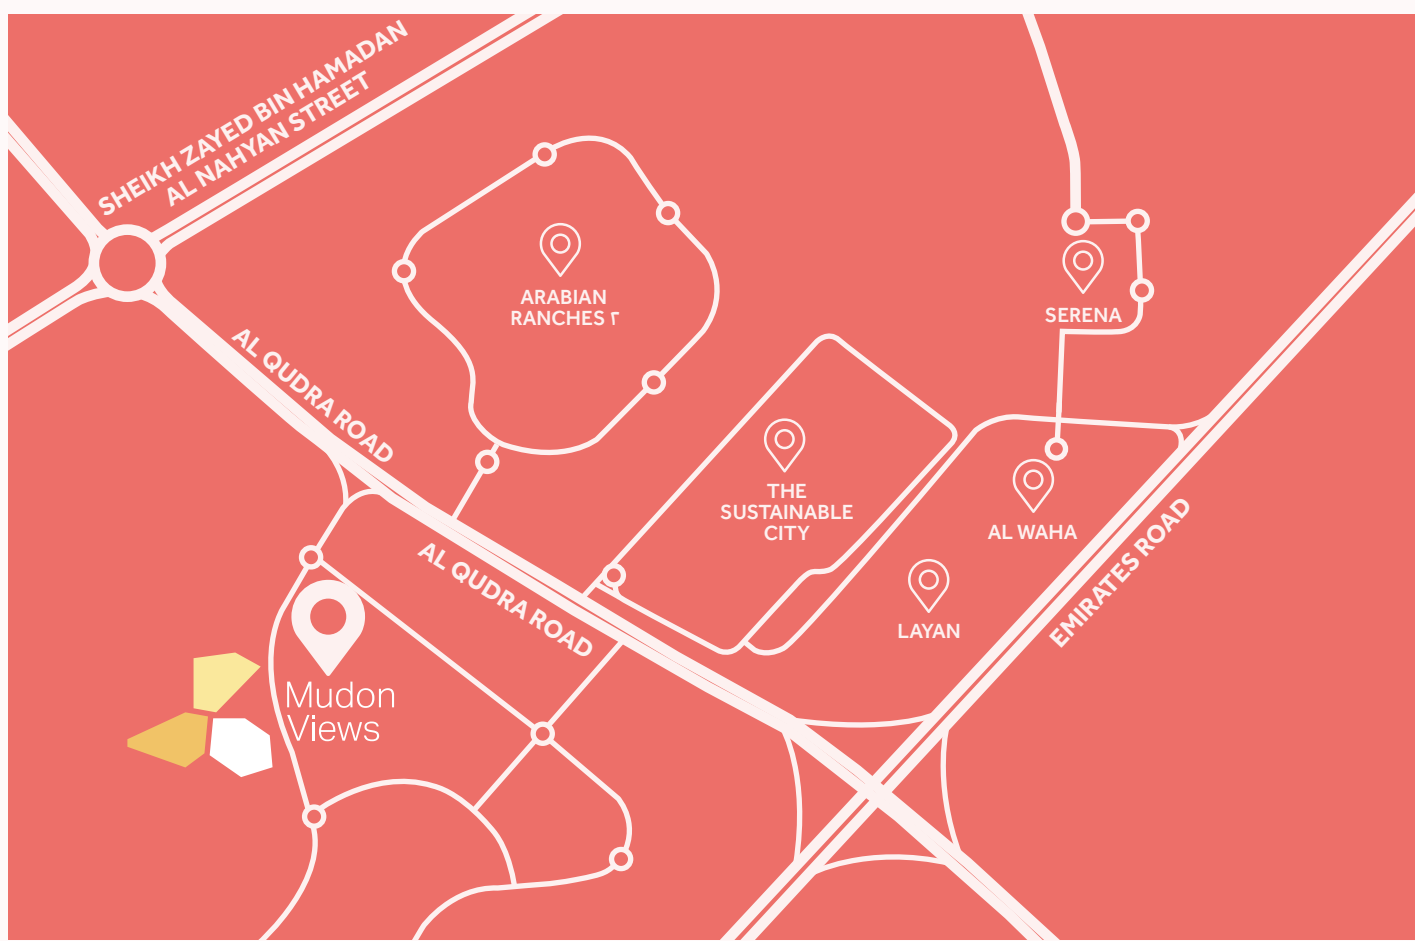 SHEIKH ZAYED BIN HAMADAN
AL NAHYAN STREET
ARABIAN
RANCHES ٢
SERENA
AL QUDRA ROAD
THE
SUSTAINABLE
CITY
AL WAHA
EMIRATES ROAD
AL QUDRA ROAD
LAYAN
Mudon
Views